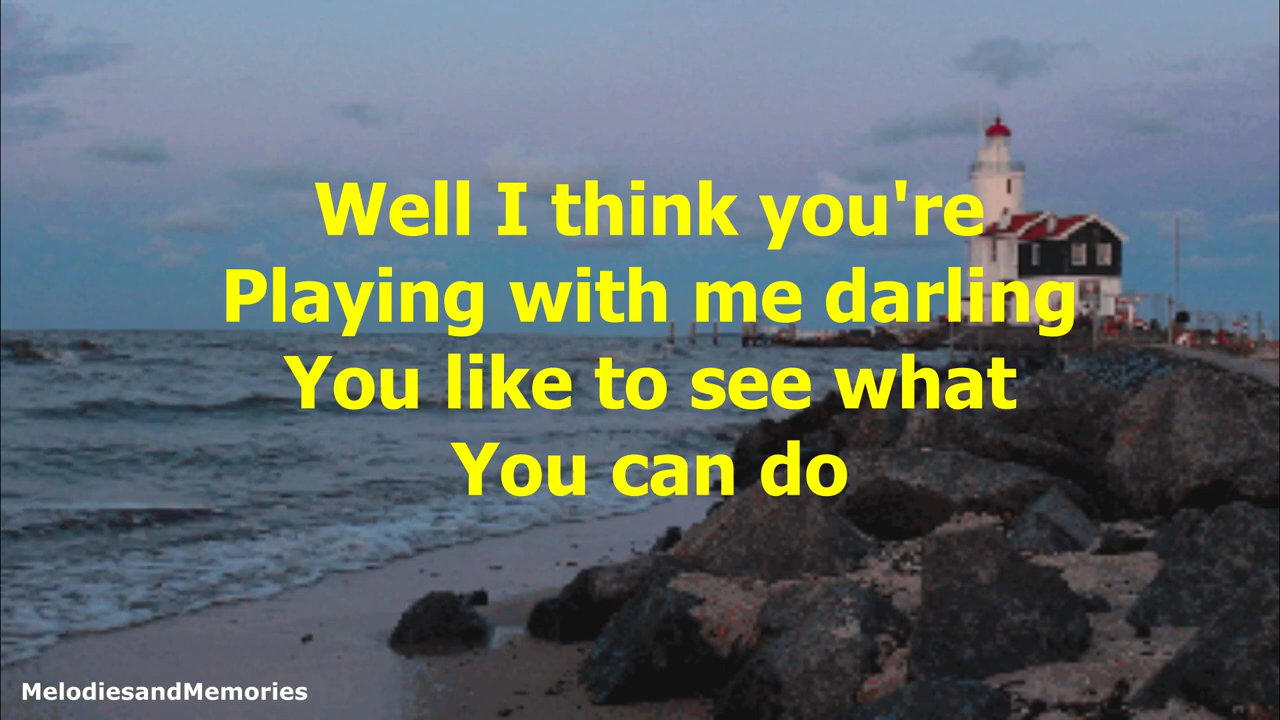 Well I think you're
Playing with me darling
You like to see what
You can do
MelodiesandMemories